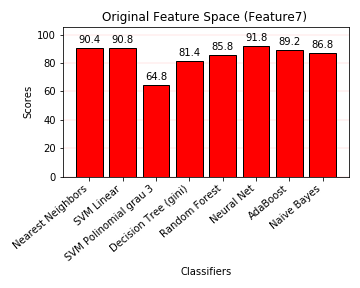 Original Feature Space (Feature7)
100
80
60
40
20
0
Scores
90.4
90.8
64.8
81.4
85.8
91.8
89.2
86.8
Nearest Neighbors
SVM Linear
SVM Polinomial grau 3
Decision Tree (gini)
Random Forest
Neural Net
AdaBoost
Naive Bayes
Classifiers